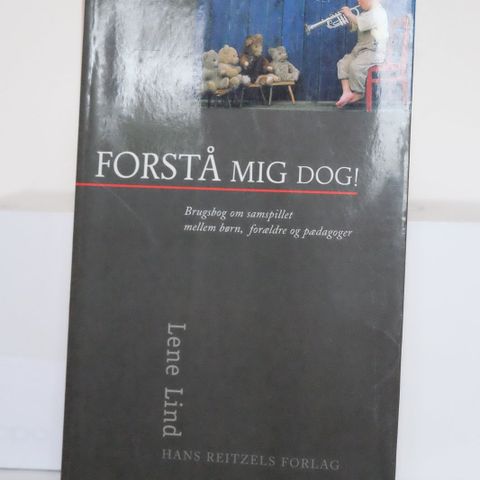 FORSTÅ MIG DOG!
Brugsbog om samspillet
mellem børn, forældre og pædagoger
Lene Lind
HANS REITZELS FORLAG